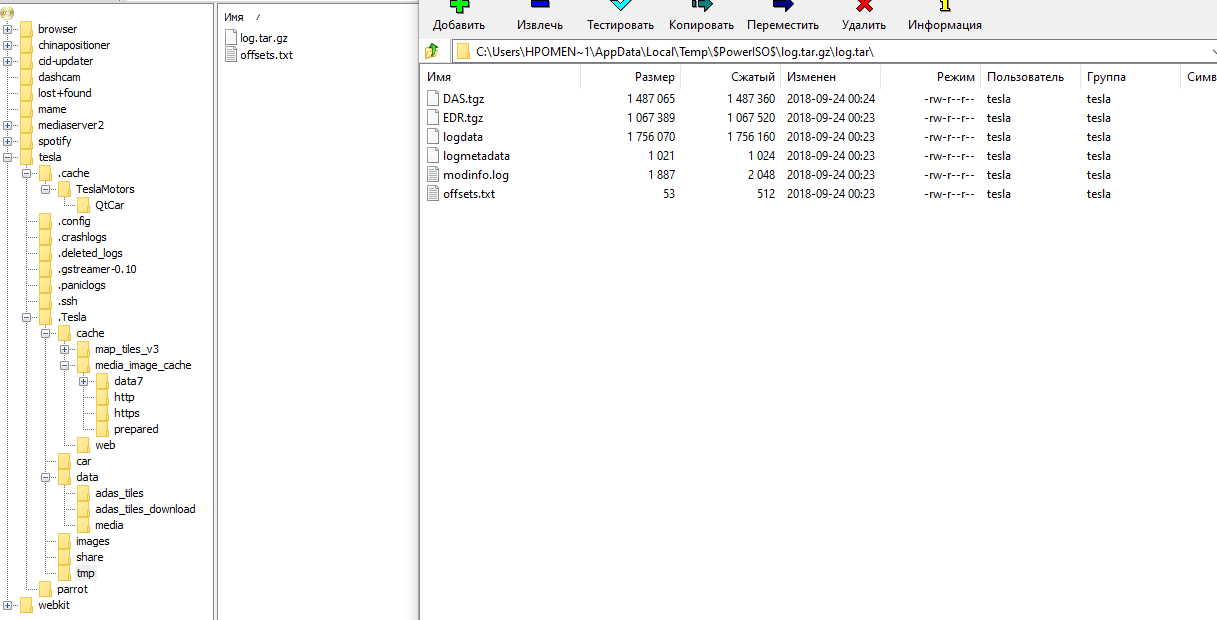 browser
chinapositioner
cid-updater
dashcam
lost+found
mame
mediaserver2
spotify
tesla
.cache
TeslaMotors
QtCar
.config
.crashlogs
.deleted_logs
.gstreamer-0.10
.paniclogs
.ssh
.Tesla
cache
map_tiles_v3
media_image_cache
data7
http
https
prepared
web
car
data
adas_tiles
adas_tiles_download
media
images
share
tmp
parrot
webkit
Имя /
log.tar.gz
offsets.txt
Добавить Извлечь Тестировать Копировать Переместить Удалить Информация
C:\Users\HPOMEN~1\AppData\Local\Temp\$PowerISO$\log.tar.gz\log.tar\
Имя Размер Сжатый Изменен Режим Пользователь Группа Симв
DAS.tgz 1 487 065 1 487 360 2018-09-24 00:24 -rw-r--r-- tesla tesla
EDR.tgz 1 067 389 1 067 520 2018-09-24 00:23 -rw-r--r-- tesla tesla
logdata 1 756 070 1 756 160 2018-09-24 00:23 -rw-r--r-- tesla tesla
logmetadata 1 021 1 024 2018-09-24 00:23 -rw-r--r-- tesla tesla
modinfo.log 1 887 2 048 2018-09-24 00:23 -rw-r--r-- tesla tesla
offsets.txt 53 512 2018-09-24 00:23 -rw-r--r-- tesla tesla